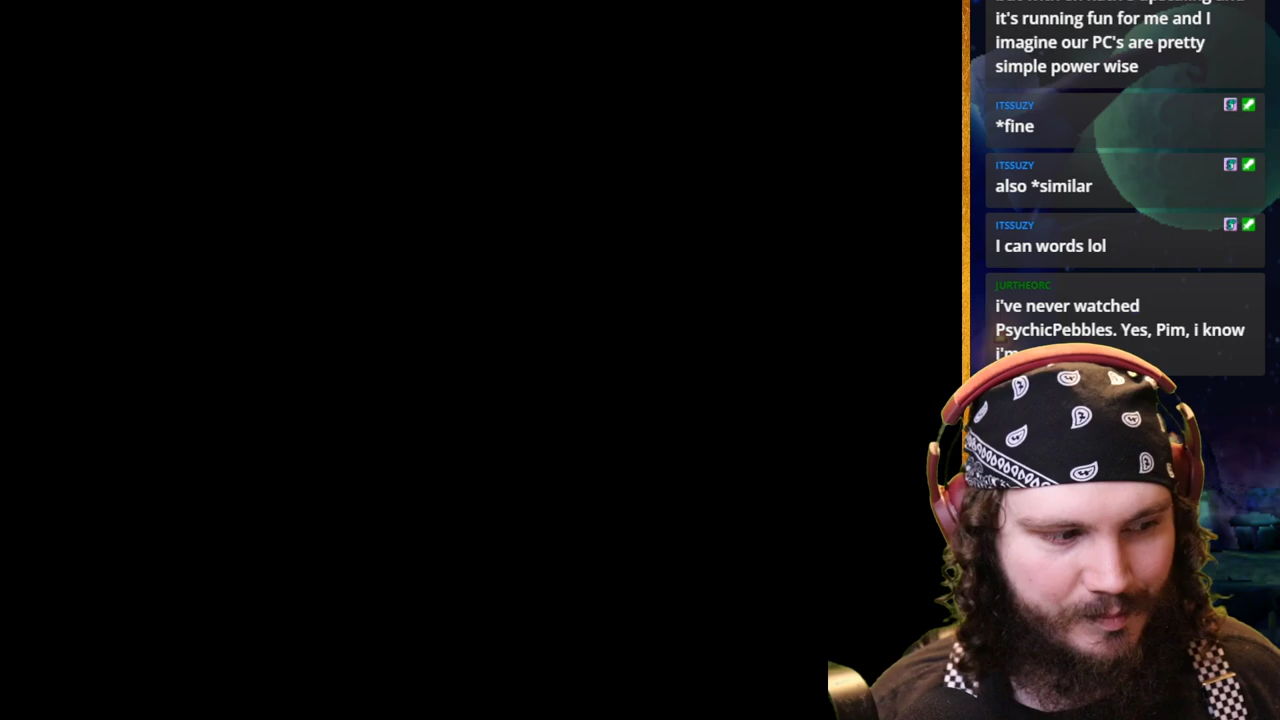 it's running fun for me and I
imagine our PC's are pretty
simple power wise
ITSSUZY
*fine
ITSSUZY
also *similar
ITSSUZY
I can words lol
JURTHEORC
i've never watched
PsychicPebbles. Yes, Pim, i know
i'm